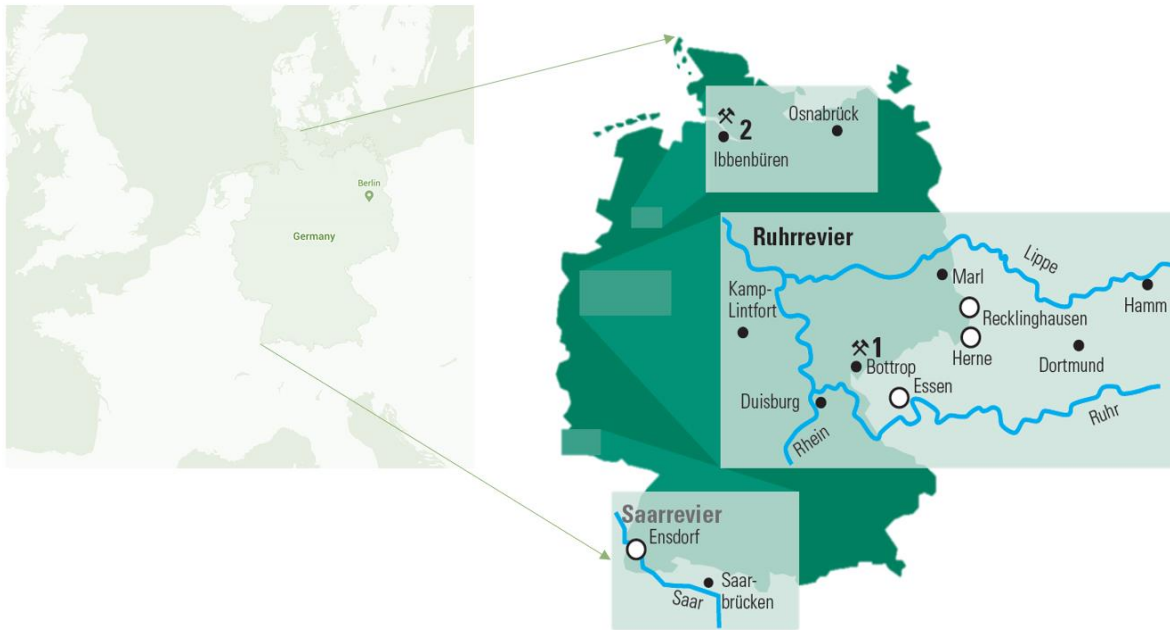 Berlin
Germany
2
Osnabrück
Ibbenbüren
Ruhrrevier
Lippe
Marl
Kamp-
Lintfort
Hamm
Recklinghausen
1
Herne
Dortmund
Bottrop
Essen
Duisburg
Ruhr
Rhein
Saarrevier
Ensdorf
Saar-
brücken
Saar